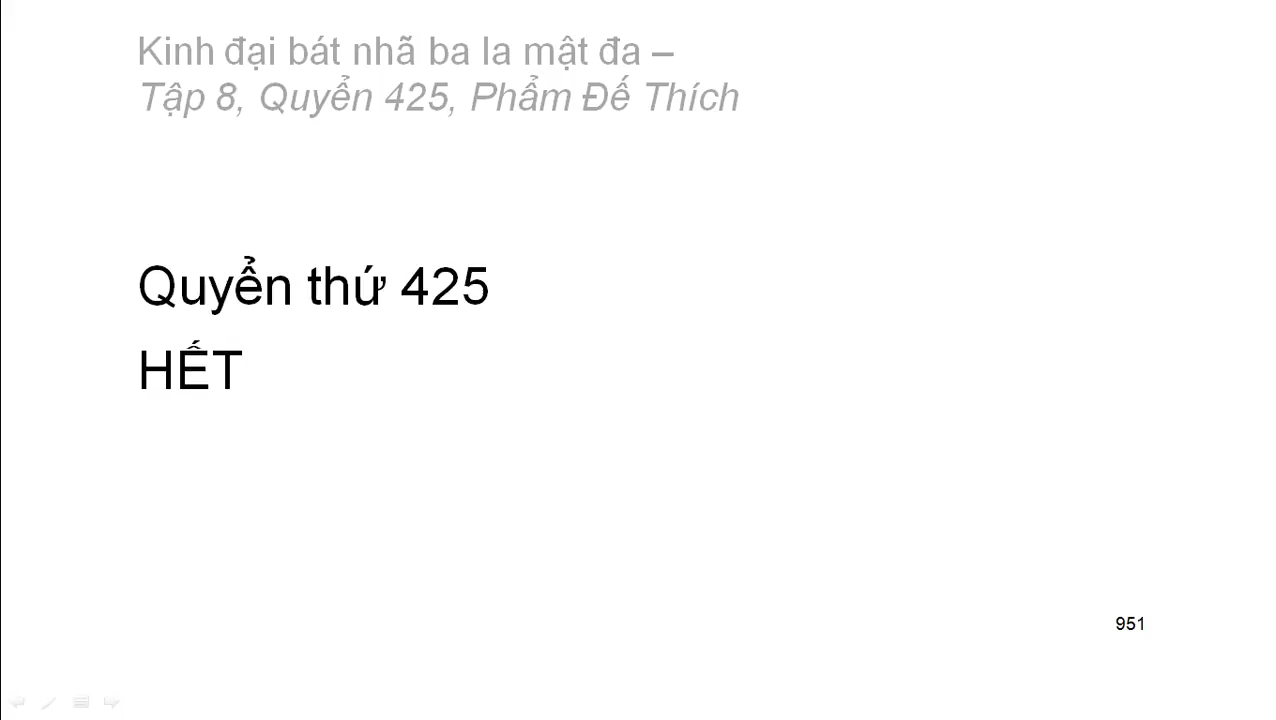 Kinh đại bát nhã ba la mật đa –
Tập 8, Quyển 425, Phẩm Đế Thích
Quyển thứ 425
HẾT
951